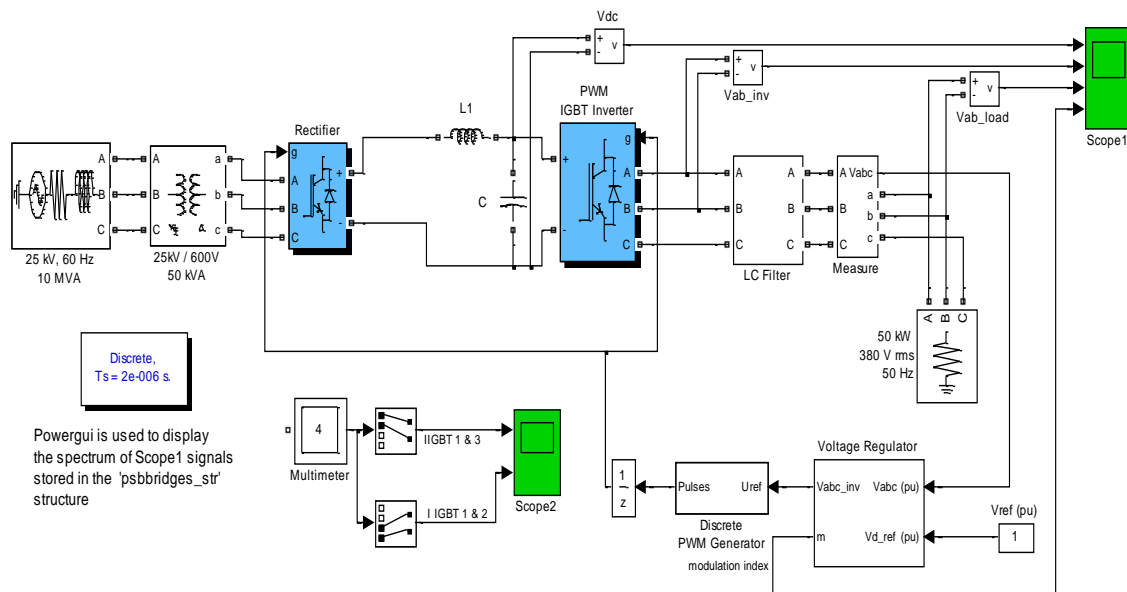 Vdc
+
-
v
+
-
v
Vab_inv
+
-
v
Vab_load
Scope1
PWM
IGBT Inverter
L1
Rectifier
g
A
B
C
+
-
C
g
+
-
A
B
C
A
B
C
A
B
C
LC Filter
A Vabc
a
B
b
c
C
Measure
A
B
C
25 kV, 60 Hz
10 MVA
A
B
C
a
b
c
25kV / 600V
50 kVA
A
B
C
50 kW
380 V rms
50 Hz
Discrete,
Ts = 2e-006 s.
Powergui is used to display
the spectrum of Scope1 signals
stored in the 'psbbridges_str'
structure
4
Multimeter
IIGBT 1 & 3
I IGBT 1 & 2
Scope2
1
z
Pulses
Uref
Discrete
PWM Generator
Voltage Regulator
Vabc_inv
Vabc (pu)
m
Vd_ref (pu)
modulation index
Vref (pu)
1